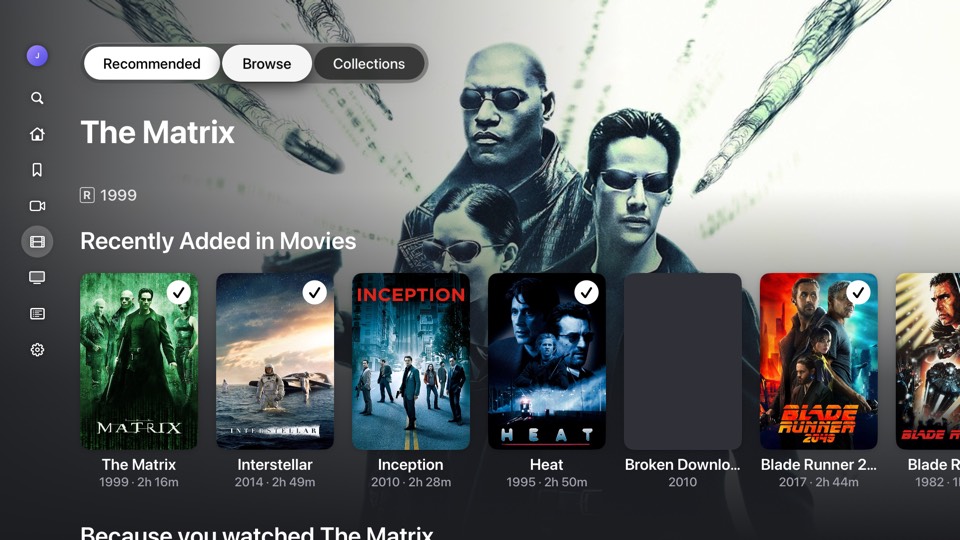 J
Recommended
Browse
Collections
The Matrix
R 1999
Recently Added in Movies
THE MATRIX
INTERSTELLAR
INCEPTION
HEAT
BLADE RUNNER 2049
The Matrix
1999 · 2h 16m
Interstellar
2014 · 2h 49m
Inception
2010 · 2h 28m
Heat
1995 · 2h 50m
Broken Downlo...
2010
Blade Runner 2...
2017 · 2h 44m
Blade R
1982 · 1
Because you watched The Matrix